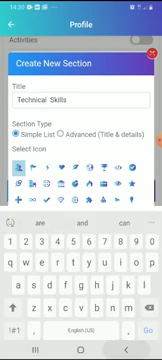 14:30
Profile
Activities
Create New Section
Title
Technical Skills
Section Type
Simple List Advanced (Title & details)
Select Icon
are and can
1 2 3 4 5 6 7 8 9 0
q w e r t y u i o p
a s d f g h j k l
z x c v b n m
!#1 , English (US) . Go